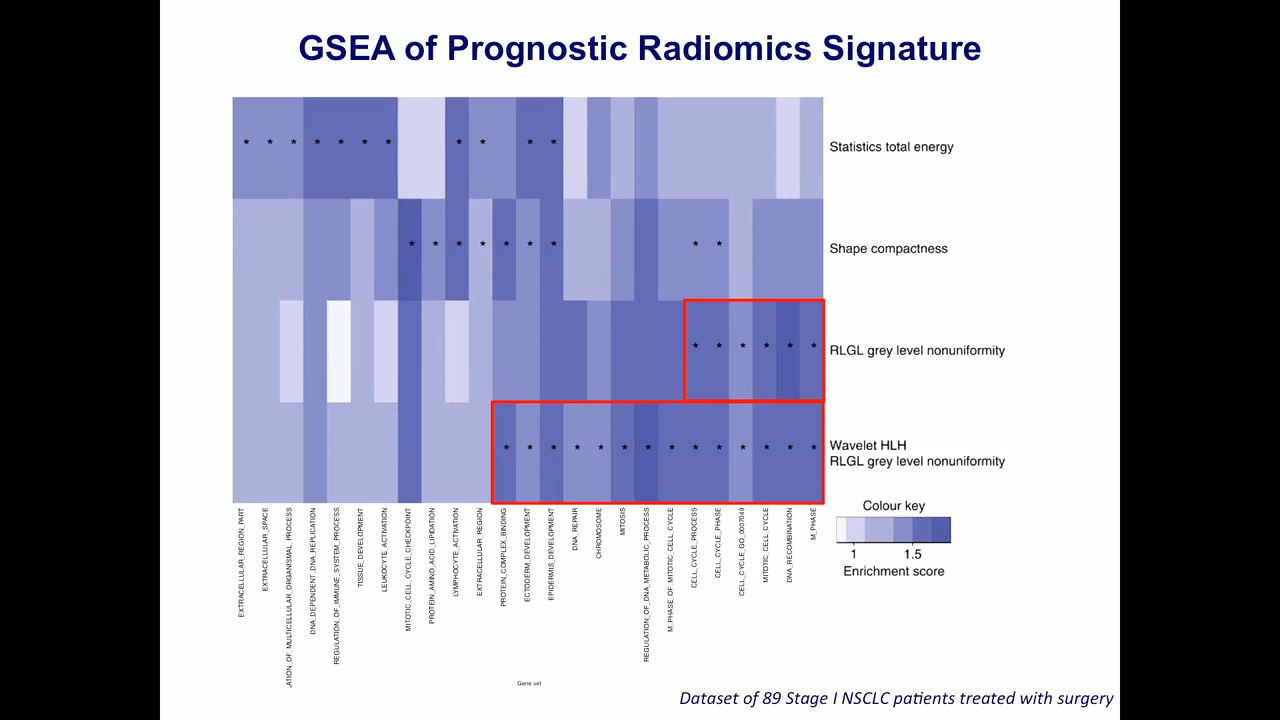 GSEA of Prognostic Radiomics Signature
* * * * * * * * * * *
Statistics total energy
* * * * * * * * *
Shape compactness
* * * * * *
RLGL grey level nonuniformity
* * * * * * * * * * * * * *
Wavelet HLH
RLGL grey level nonuniformity
Colour key
1 1.5
Enrichment score
EXTRACELLULAR_REGION_PART
EXTRACELLULAR_SPACE
ATION_OF_MULTICELLULAR_ORGANISMAL_PROCESS
DNA_DEPENDENT_DNA_REPLICATION
REGULATION_OF_IMMUNE_SYSTEM_PROCESS
TISSUE_DEVELOPMENT
LEUKOCYTE_ACTIVATION
MITOTIC_CELL_CYCLE_CHECKPOINT
PROTEIN_AMINO_ACID_LIPIDATION
LYMPHOCYTE_ACTIVATION
EXTRACELLULAR_REGION
PROTEIN_COMPLEX_BINDING
ECTODERM_DEVELOPMENT
EPIDERMIS_DEVELOPMENT
DNA_REPAIR
CHROMOSOME
MITOSIS
REGULATION_OF_DNA_METABOLIC_PROCESS
M_PHASE_OF_MITOTIC_CELL_CYCLE
CELL_CYCLE_PROCESS
CELL_CYCLE_PHASE
CELL_CYCLE_GO_0007049
MITOTIC_CELL_CYCLE
DNA_RECOMBINATION
M_PHASE
Gene set
Dataset of 89 Stage I NSCLC patients treated with surgery